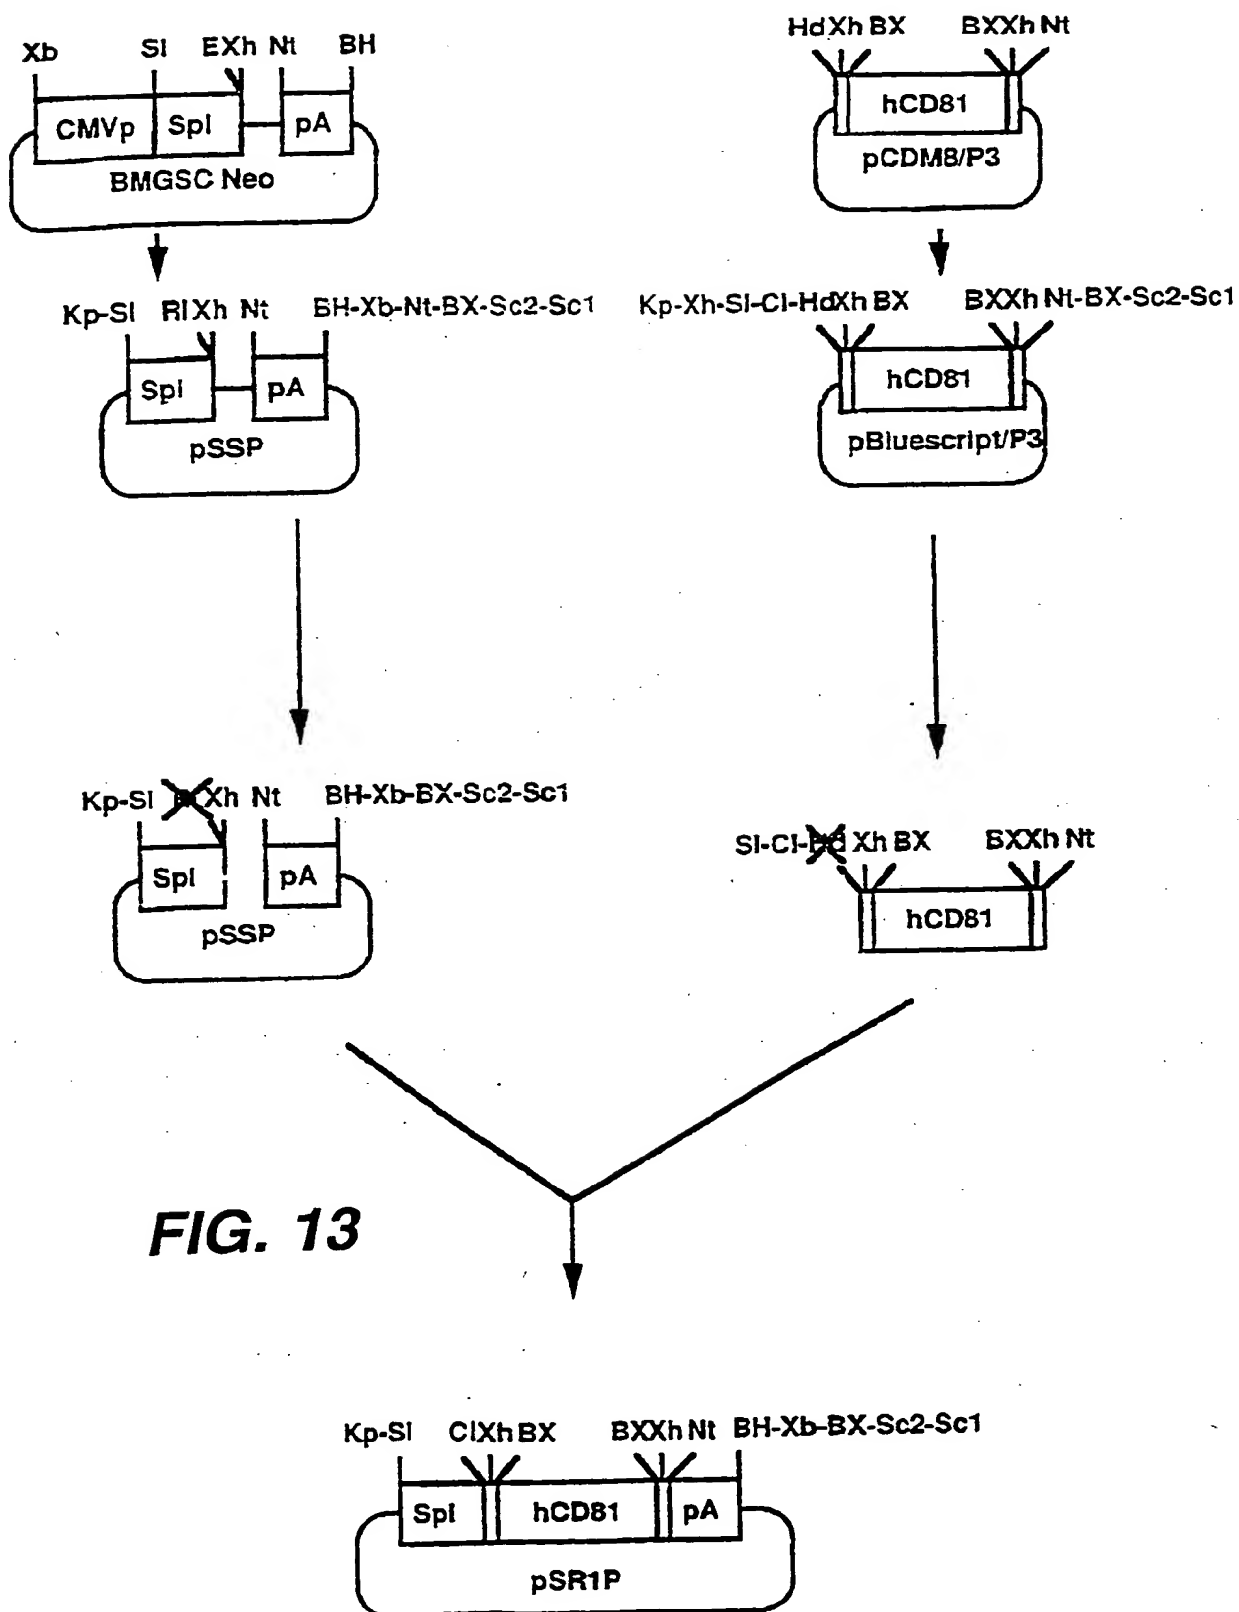 Xb Sl EXh Nt BH
CMVp Spl pA
BMGSC Neo
HdXh BX BXXh Nt
hCD81
pCDM8/P3
Kp-Sl RIXh Nt BH-Xb-Nt-BX-Sc2-Sc1
Spl pA
pSSP
Kp-Xh-Sl-Cl-HdXh BX BXXh Nt-BX-Sc2-Sc1
hCD81
pBluescript/P3
Kp-Sl Xh Nt BH-Xb-BX-Sc2-Sc1
Spl pA
pSSP
Sl-Cl-Hd Xh BX BXXh Nt
hCD81
FIG. 13
Kp-Sl ClXh BX BXXh Nt BH-Xb-BX-Sc2-Sc1
Spl hCD81 pA
pSR1P